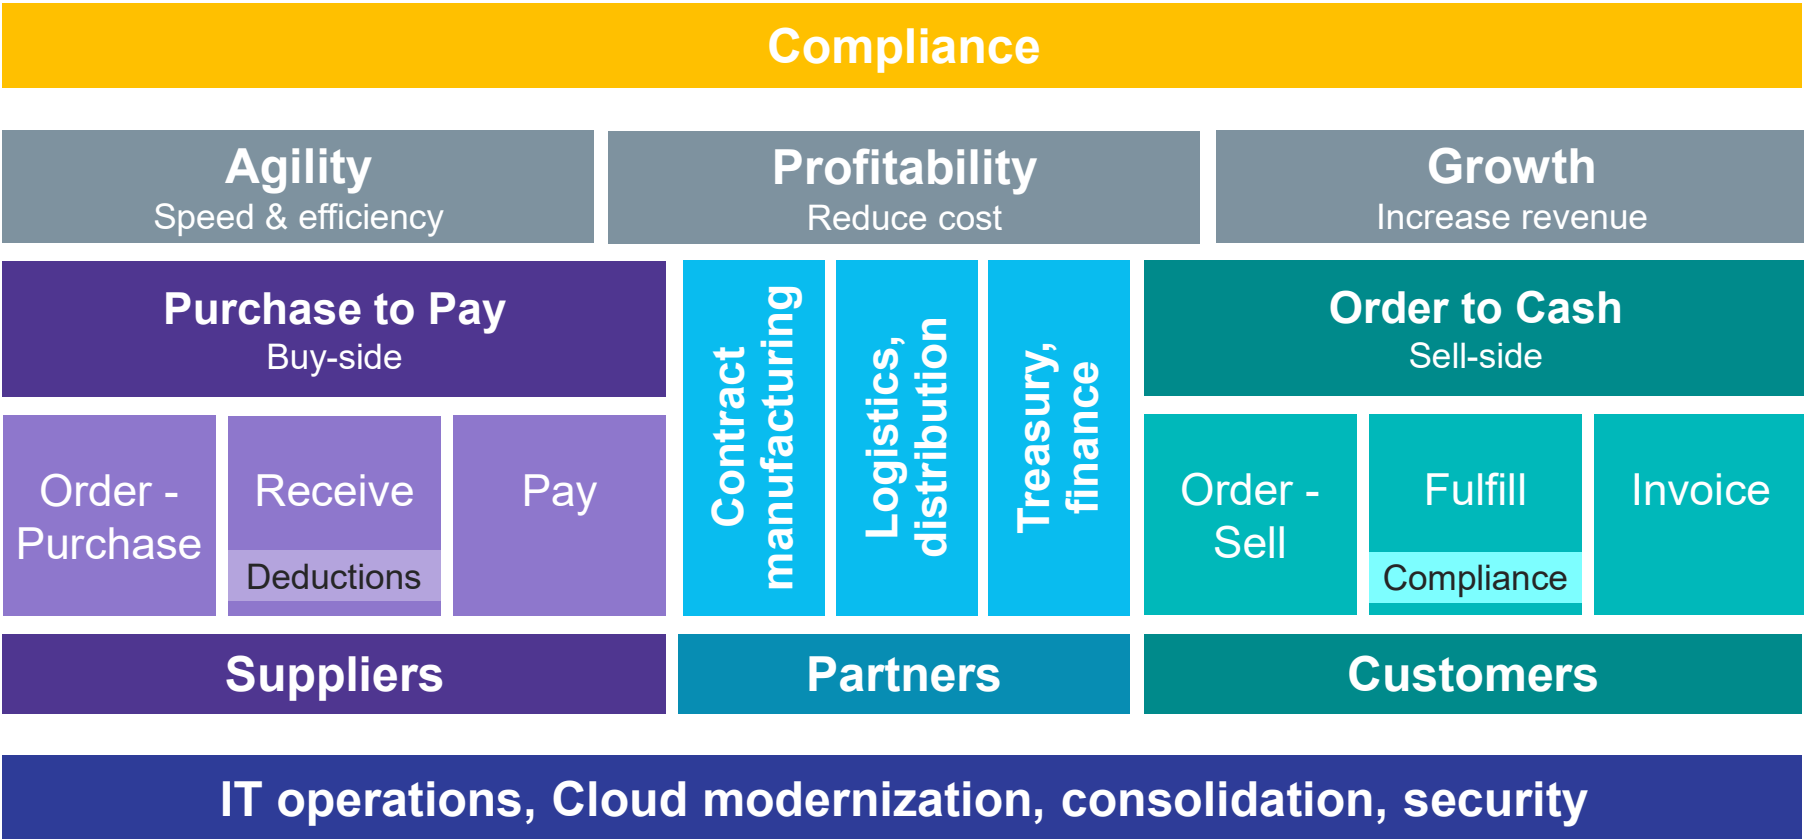 Compliance
Agility
Speed & efficiency
Profitability
Reduce cost
Growth
Increase revenue
Purchase to Pay
Buy-side
Order -
Purchase
Receive
Deductions
Pay
Suppliers
Contract
manufacturing
Logistics,
distribution
Treasury,
finance
Partners
Order to Cash
Sell-side
Order -
Sell
Fulfill
Compliance
Invoice
Customers
IT operations, Cloud modernization, consolidation, security